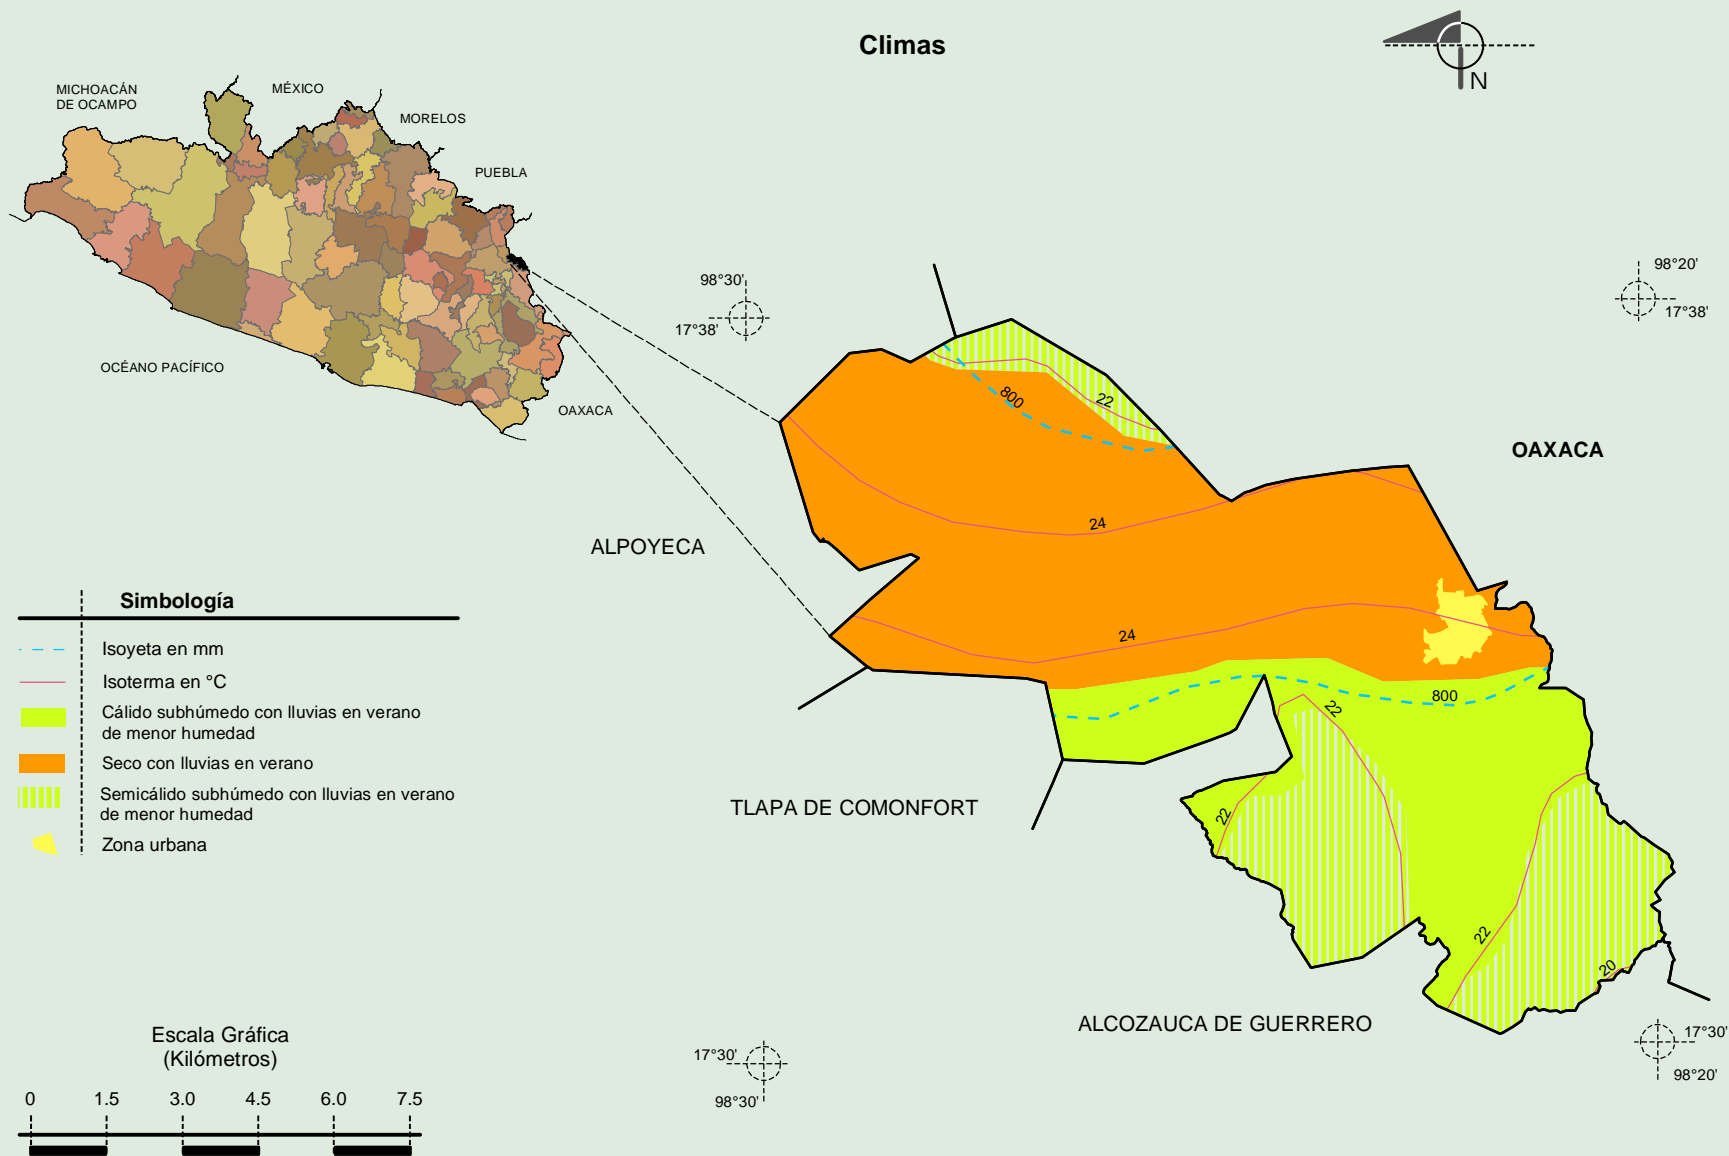 Climas
N
MICHOACÁN
DE OCAMPO
MÉXICO
MORELOS
PUEBLA
OCÉANO PACÍFICO
OAXACA
98°30'
17°38'
98°20'
17°38'
800
22
24
24
800
22
22
22
20
OAXACA
ALPOYECA
TLAPA DE COMONFORT
ALCOZAUCA DE GUERRERO
Simbología
Isoyeta en mm
Isoterma en °C
Cálido subhúmedo con lluvias en verano
de menor humedad
Seco con lluvias en verano
Semicálido subhúmedo con lluvias en verano
de menor humedad
Zona urbana
Escala Gráfica
(Kilómetros)
0 1.5 3.0 4.5 6.0 7.5
17°30'
98°30'
17°30'
98°20'